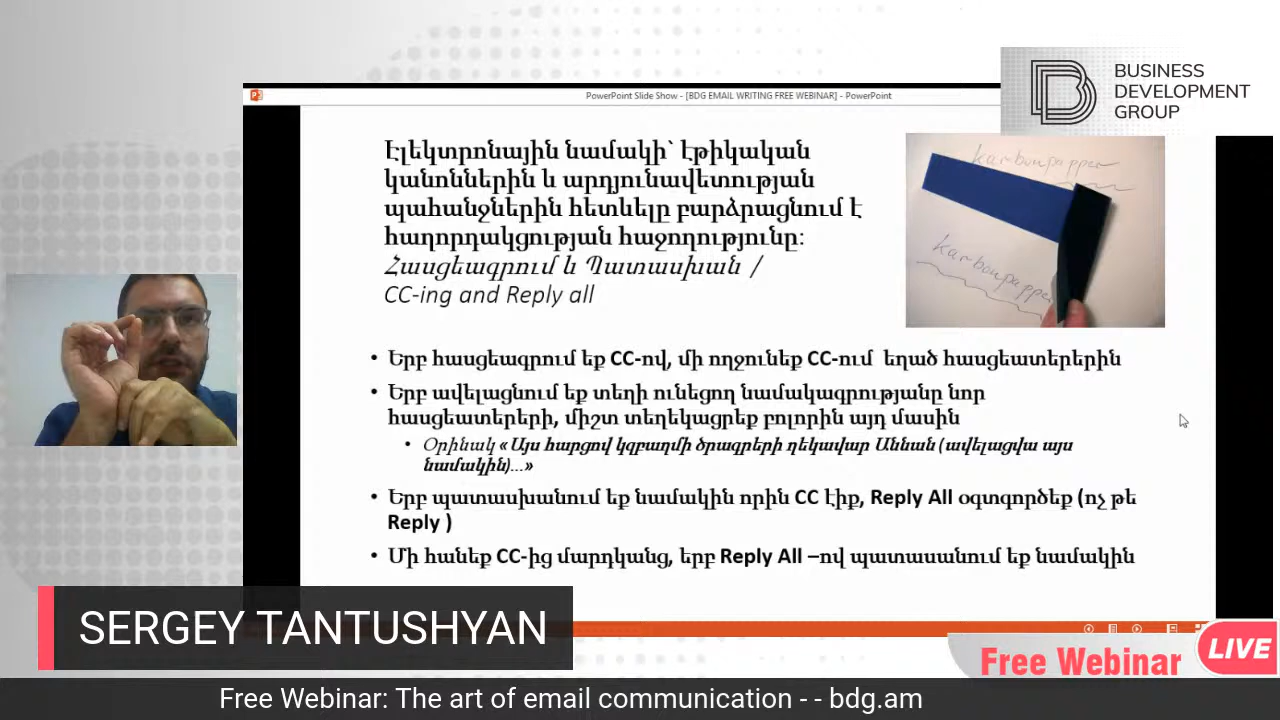 PowerPoint Slide Show - [BDG EMAIL WRITING FREE WEBINAR] - PowerPoint
BUSINESS
DEVELOPMENT
GROUP
Էլեկտրոնային նամակի՝ էթիկական
կանոններին և արդյունավետության
պահանջներին հետևելը բարձրացնում է
հաղորդակցության հաջողությունը։
Հասցեագրում և Պատասխան /
CC-ing and Reply all
karbonpapper
karbonpapper
• Երբ հասցեագրում եք CC-ով, մի ողջունեք CC-ում եղած հասցեատերերին
• Երբ ավելացնում եք տեղի ունեցող նամակագրությանը նոր
հասցեատերերի, միշտ տեղեկացրեք բոլորին այդ մասին
• Օրինակ «Այս հարցով կզբաղմի ծրագրերի ղեկավար Աննան (ավելացվա այս
նամակին)...»
• Երբ պատասխանում եք նամակին որին CC էիք, Reply All օգտգործեք (ոչ թե
Reply )
• Մի հանեք CC-ից մարդկանց, երբ Reply All –ով պատասանում եք նամակին
SERGEY TANTUSHYAN
Free Webinar
LIVE
Free Webinar: The art of email communication - - bdg.am